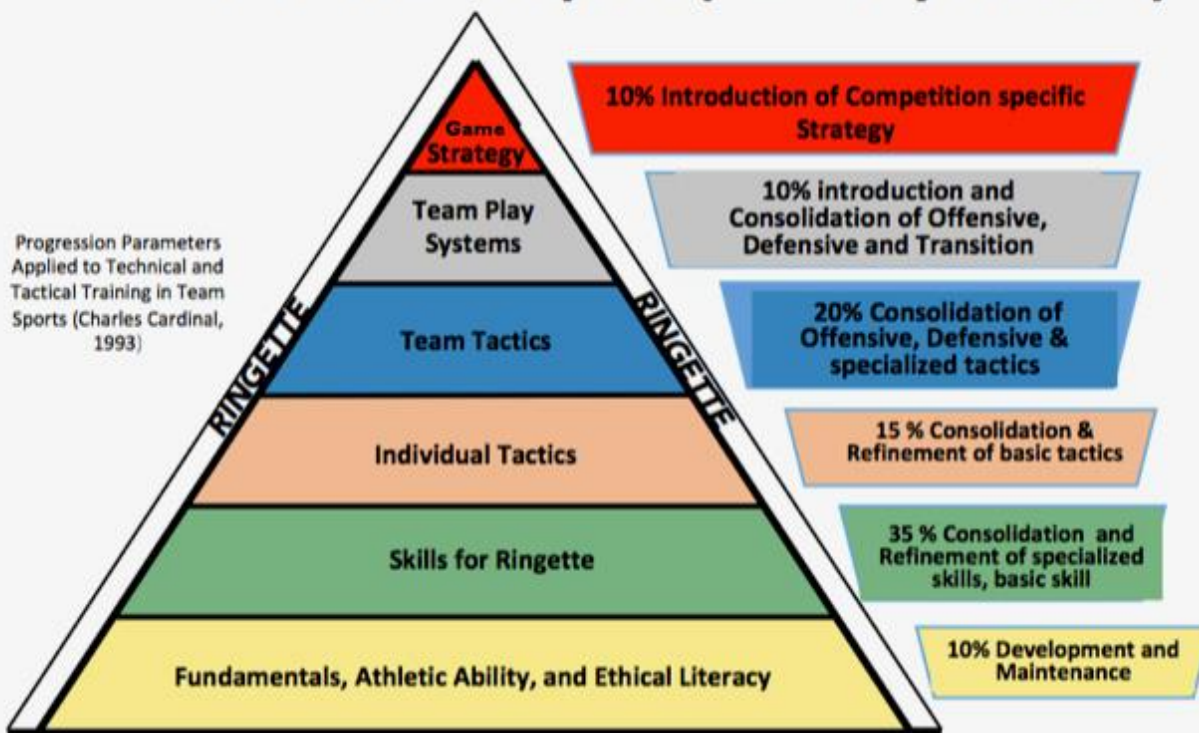 10% Introduction of Competition specific
Strategy
Game
Strategy
10% introduction and
Consolidation of Offensive,
Defensive and Transition
Team Play
Systems
Progression Parameters
Applied to Technical and
Tactical Training in Team
Sports (Charles Cardinal,
1993)
RINGETTE
RINGETTE
20% Consolidation of
Offensive, Defensive &
specialized tactics
Team Tactics
15 % Consolidation &
Refinement of basic tactics
Individual Tactics
35 % Consolidation and
Refinement of specialized
skills, basic skill
Skills for Ringette
10% Development and
Maintenance
Fundamentals, Athletic Ability, and Ethical Literacy